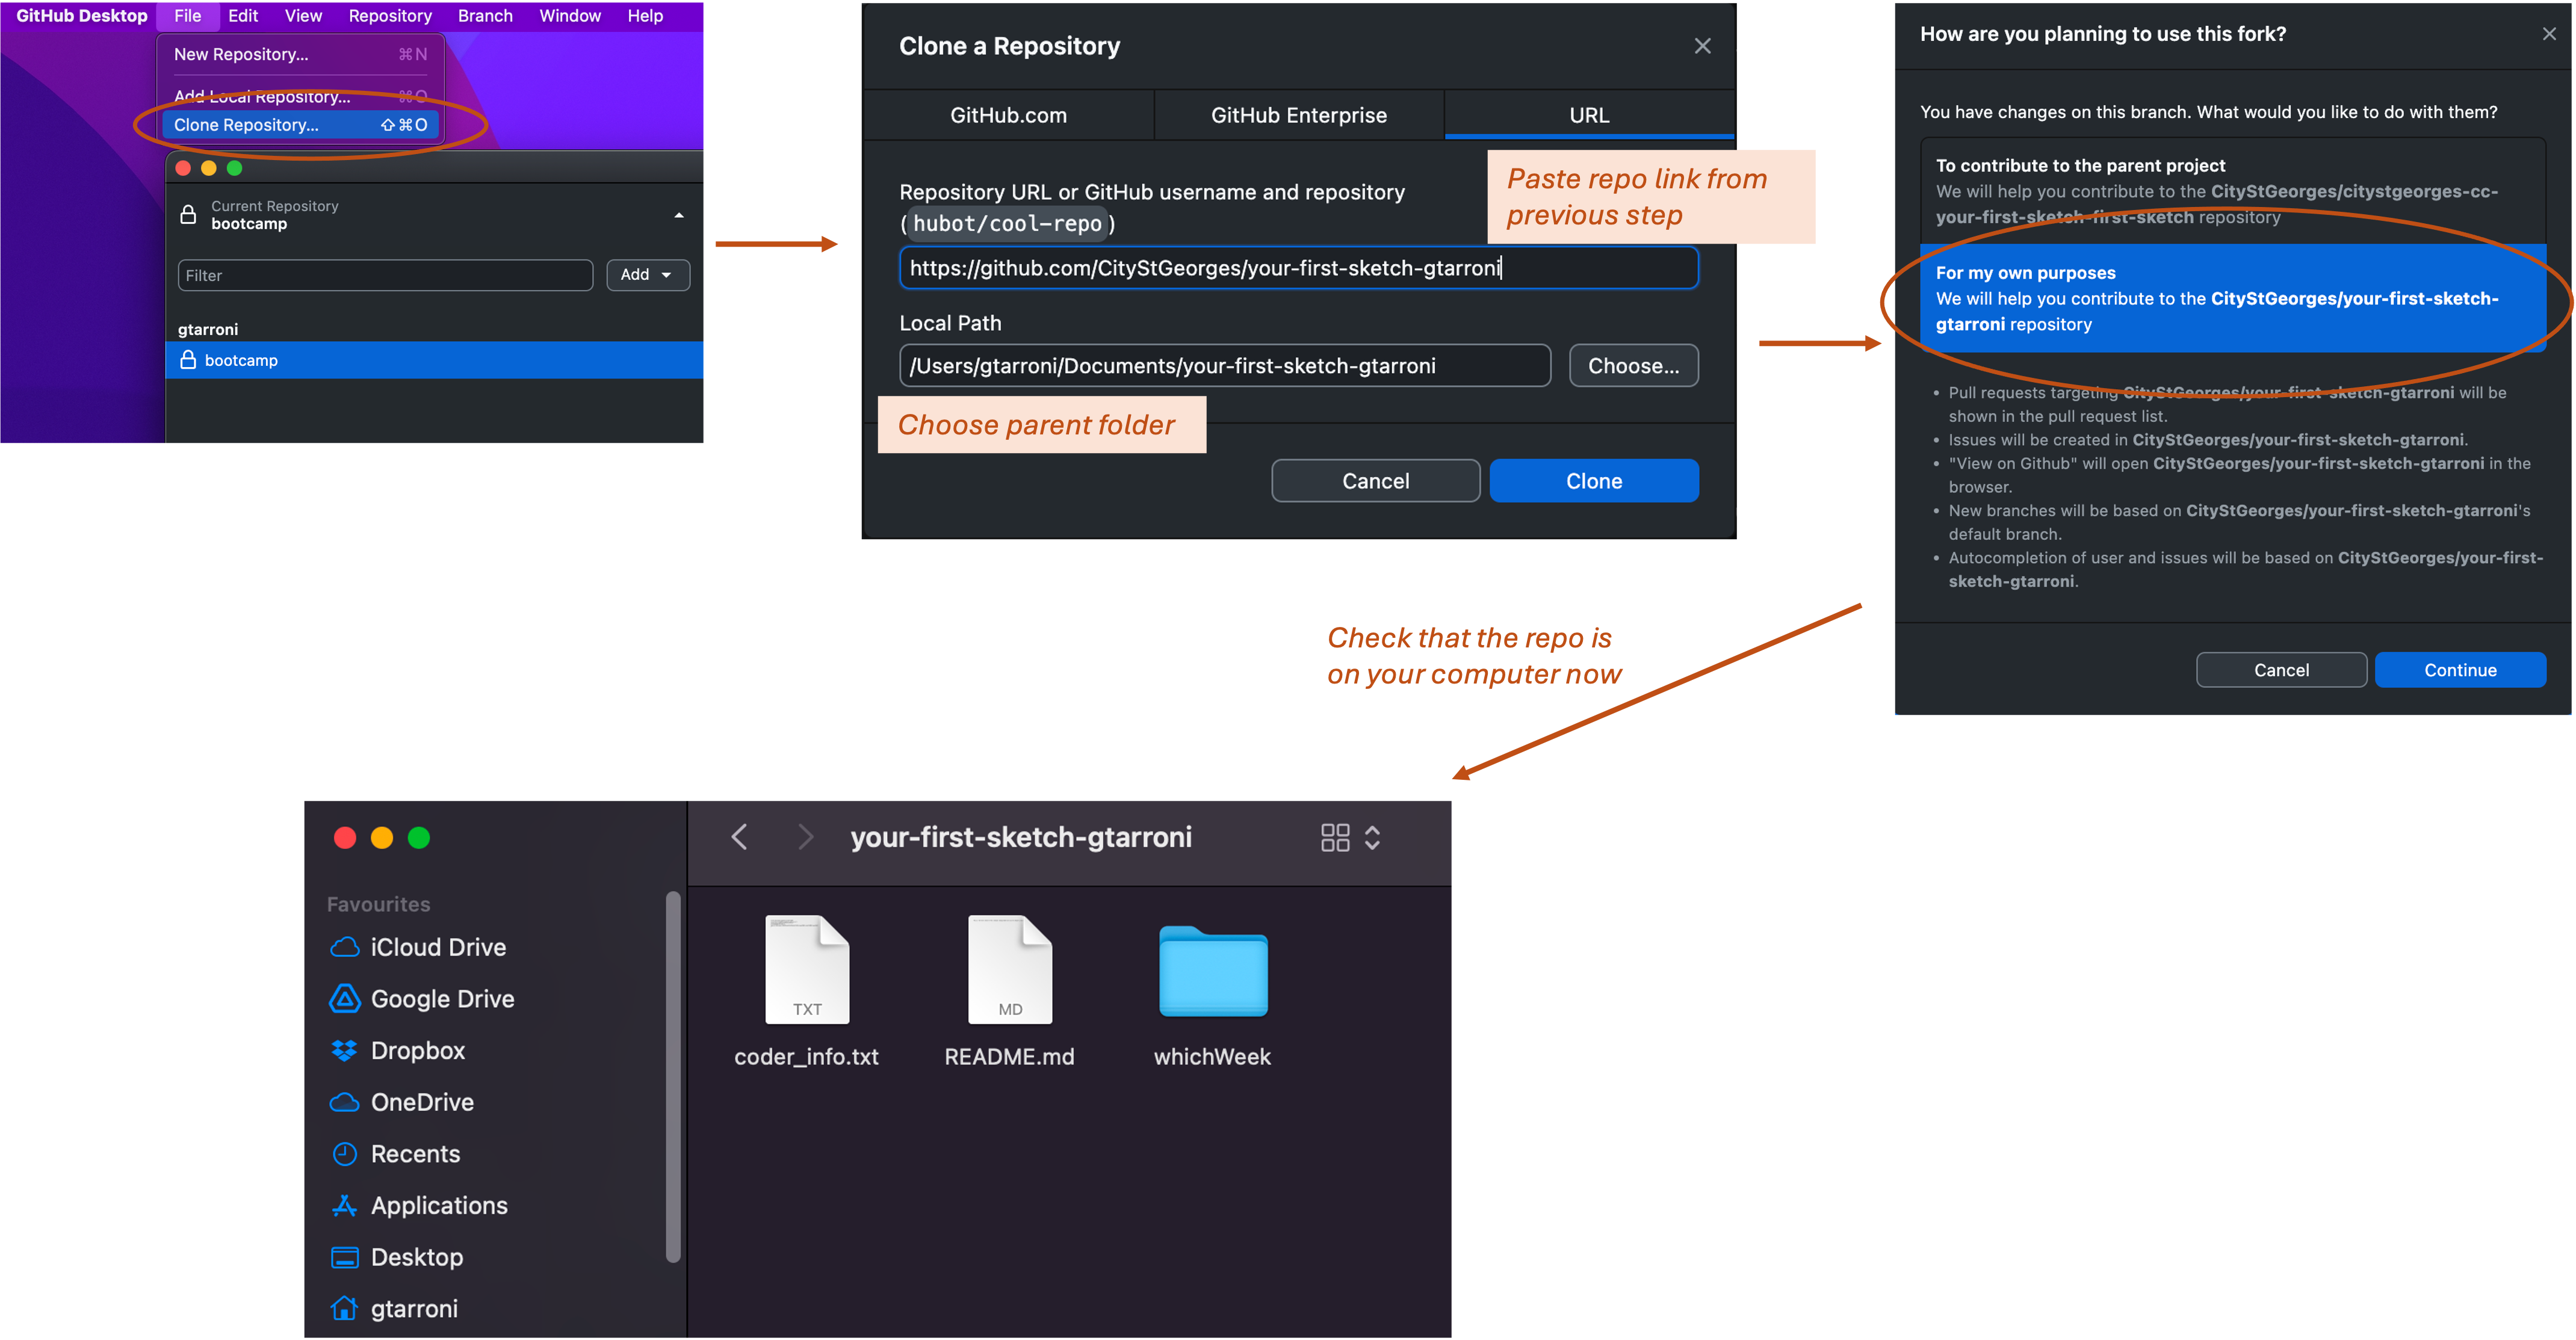 GitHub Desktop File Edit View Repository Branch Window Help
New Repository... ⌘N
Add Local Repository... ⌘O
Clone Repository... ⇧⌘O
Current Repository
bootcamp
Filter
Add
gtarroni
bootcamp
Clone a Repository
GitHub.com GitHub Enterprise URL
Paste repo link from
previous step
Repository URL or GitHub username and repository
(hubot/cool-repo)
https://github.com/CityStGeorges/your-first-sketch-gtarroni
Local Path
/Users/gtarroni/Documents/your-first-sketch-gtarroni Choose...
Choose parent folder
Cancel Clone
How are you planning to use this fork?
You have changes on this branch. What would you like to do with them?
To contribute to the parent project
We will help you contribute to the CityStGeorges/citystgeorges-cc-
your-first-sketch-first-sketch repository
For my own purposes
We will help you contribute to the CityStGeorges/your-first-sketch-
gtarroni repository
• Pull requests targeting CityStGeorges/your-first-sketch-gtarroni will be
shown in the pull request list.
• Issues will be created in CityStGeorges/your-first-sketch-gtarroni.
• "View on Github" will open CityStGeorges/your-first-sketch-gtarroni in the
browser.
• New branches will be based on CityStGeorges/your-first-sketch-gtarroni's
default branch.
• Autocompletion of user and issues will be based on CityStGeorges/your-first-
sketch-gtarroni.
Cancel Continue
Check that the repo is
on your computer now
your-first-sketch-gtarroni
Favourites
iCloud Drive
Google Drive
Dropbox
OneDrive
Recents
Applications
Desktop
gtarroni
TXT MD
coder_info.txt README.md whichWeek